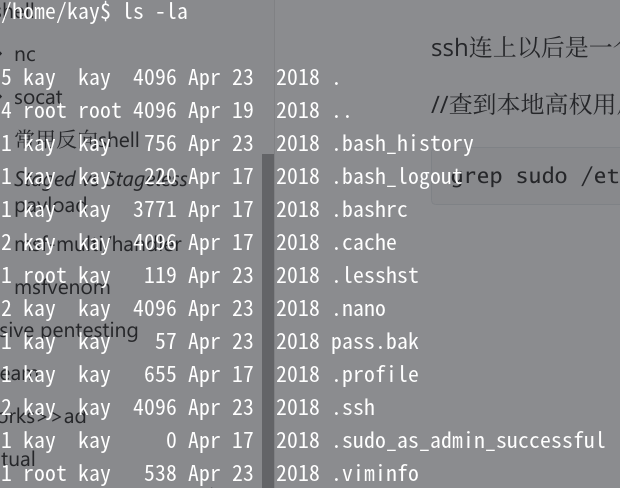 /home/kay$ ls -la
5 kay kay 4096 Apr 23 2018 .
4 root root 4096 Apr 19 2018 ..
1 kay kay 756 Apr 23 2018 .bash_history
1 kay kay 220 Apr 17 2018 .bash_logout
1 kay kay 3771 Apr 17 2018 .bashrc
2 kay kay 4096 Apr 17 2018 .cache
1 root kay 119 Apr 23 2018 .lesshst
2 kay kay 4096 Apr 23 2018 .nano
1 kay kay 57 Apr 23 2018 pass.bak
1 kay kay 655 Apr 17 2018 .profile
2 kay kay 4096 Apr 23 2018 .ssh
1 kay kay 0 Apr 17 2018 .sudo_as_admin_successful
1 root kay 538 Apr 23 2018 .viminfo
shell
nc
socat
常用反向shell
Staged vs Stageless
payload
msf multi/handler
msfvenom
sive pentesting
orks>>ad
tual
ssh连上以后是一个
//查到本地高权用户
grep sudo /et